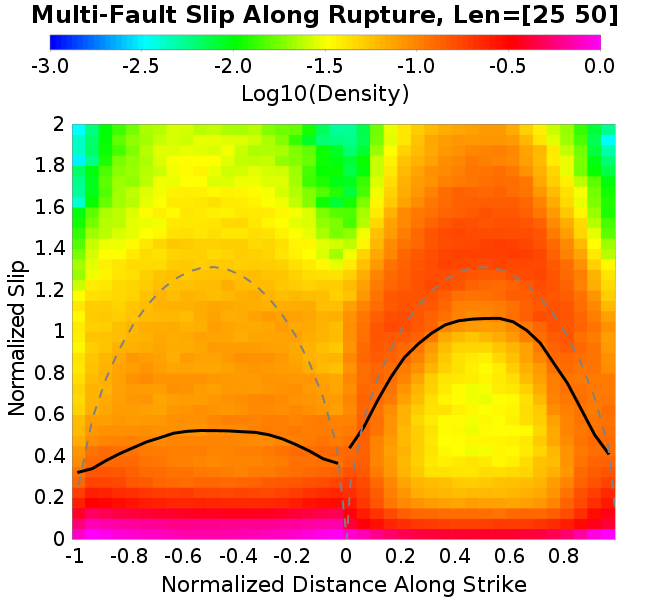 Multi-Fault Slip Along Rupture, Len=[25 50]
-3.0 -2.5 -2.0 -1.5 -1.0 -0.5 0.0
Log10(Density)
Normalized Slip
2
1.8
1.6
1.4
1.2
1
0.8
0.6
0.4
0.2
0
-1 -0.8 -0.6 -0.4 -0.2 0 0.2 0.4 0.6 0.8
Normalized Distance Along Strike